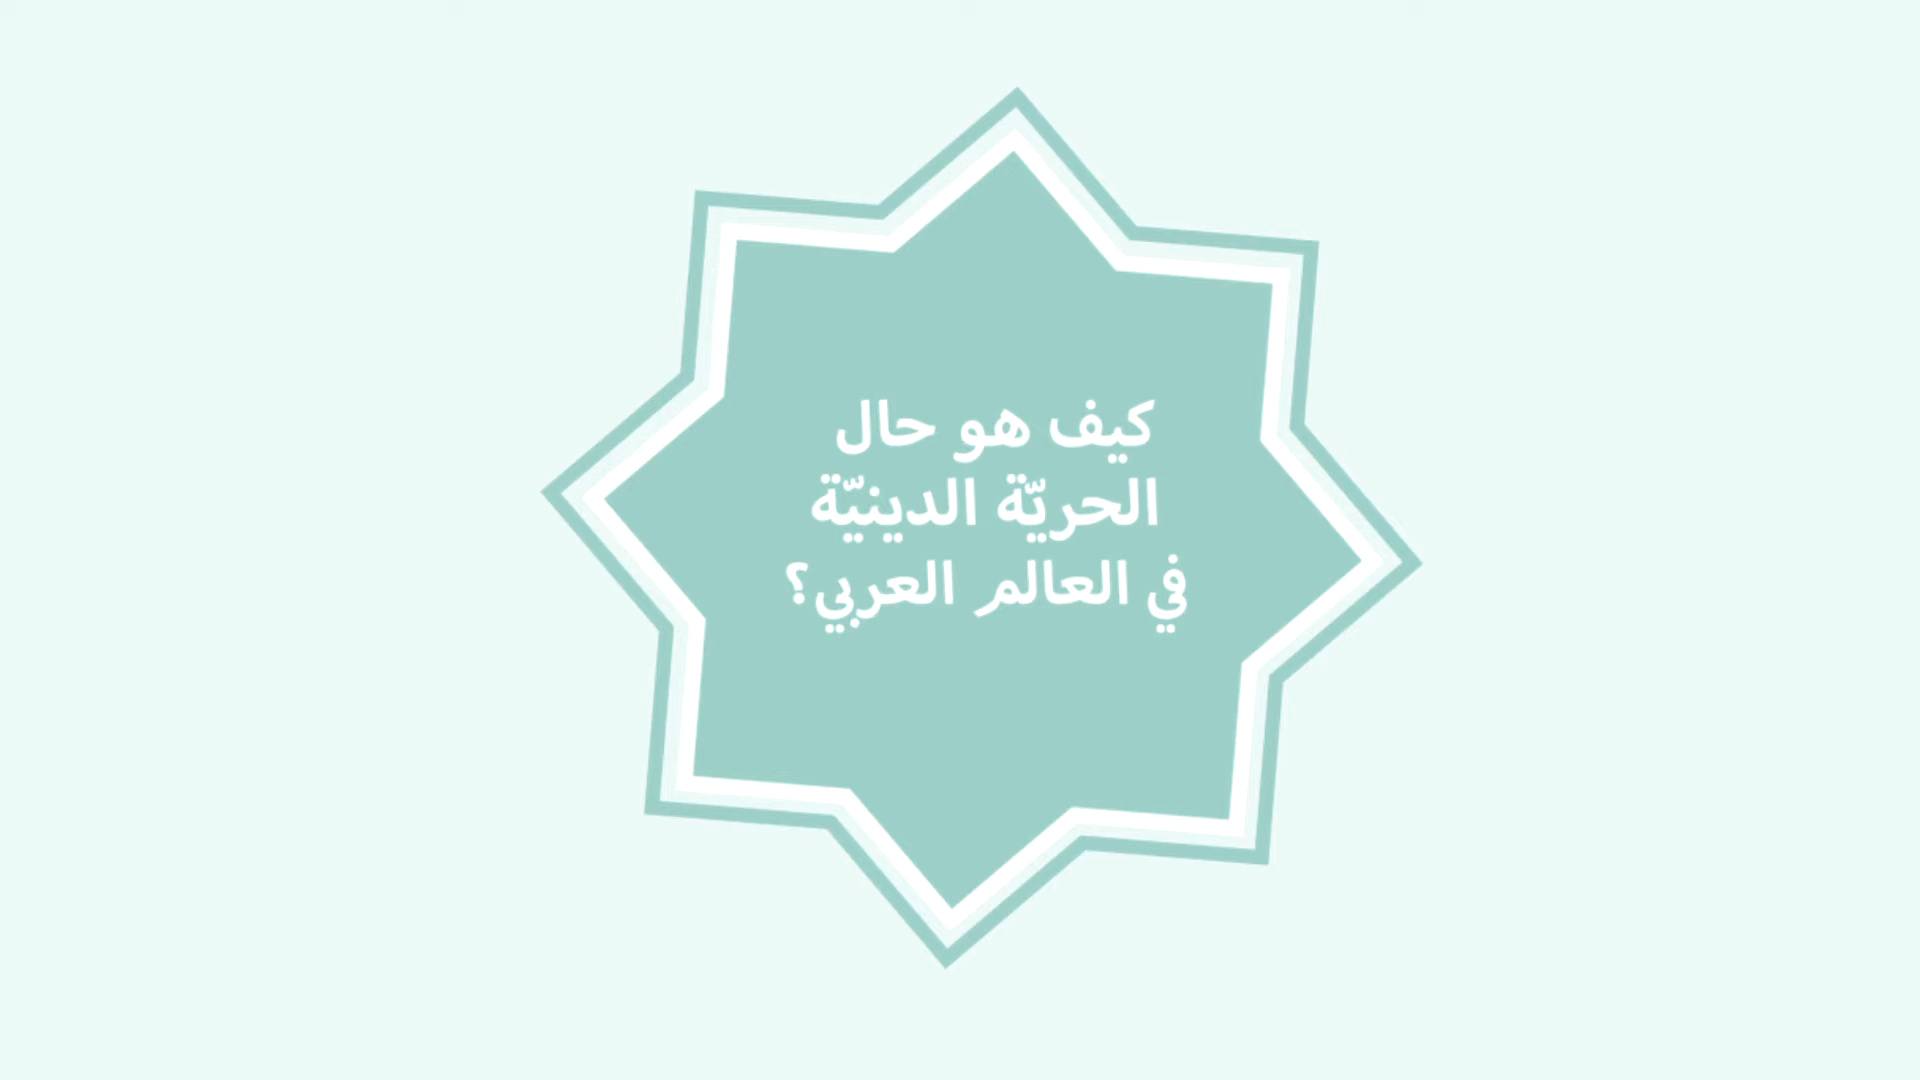 كيف هو حال
الحريّة الدينيّة
في العالم العربي؟